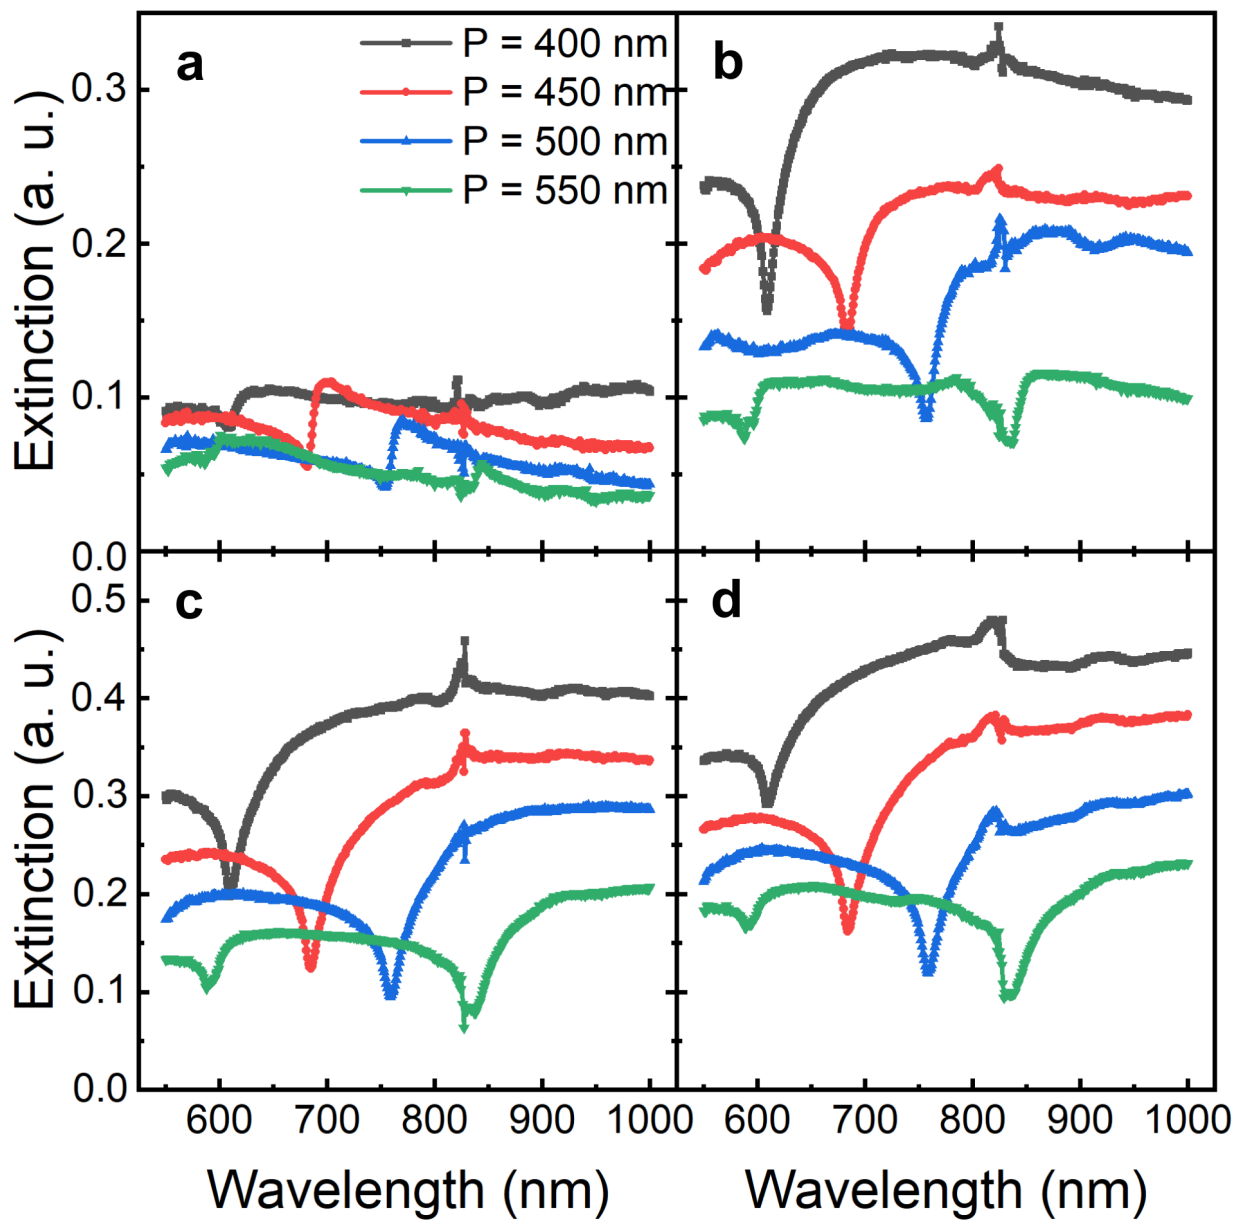 a
P = 400 nm
P = 450 nm
P = 500 nm
P = 550 nm
b
0.3
0.2
0.1
0.0
Extinction (a. u.)
c
d
0.5
0.4
0.3
0.2
0.1
0.0
Extinction (a. u.)
600 700 800 900 1000
600 700 800 900 1000
Wavelength (nm)
Wavelength (nm)